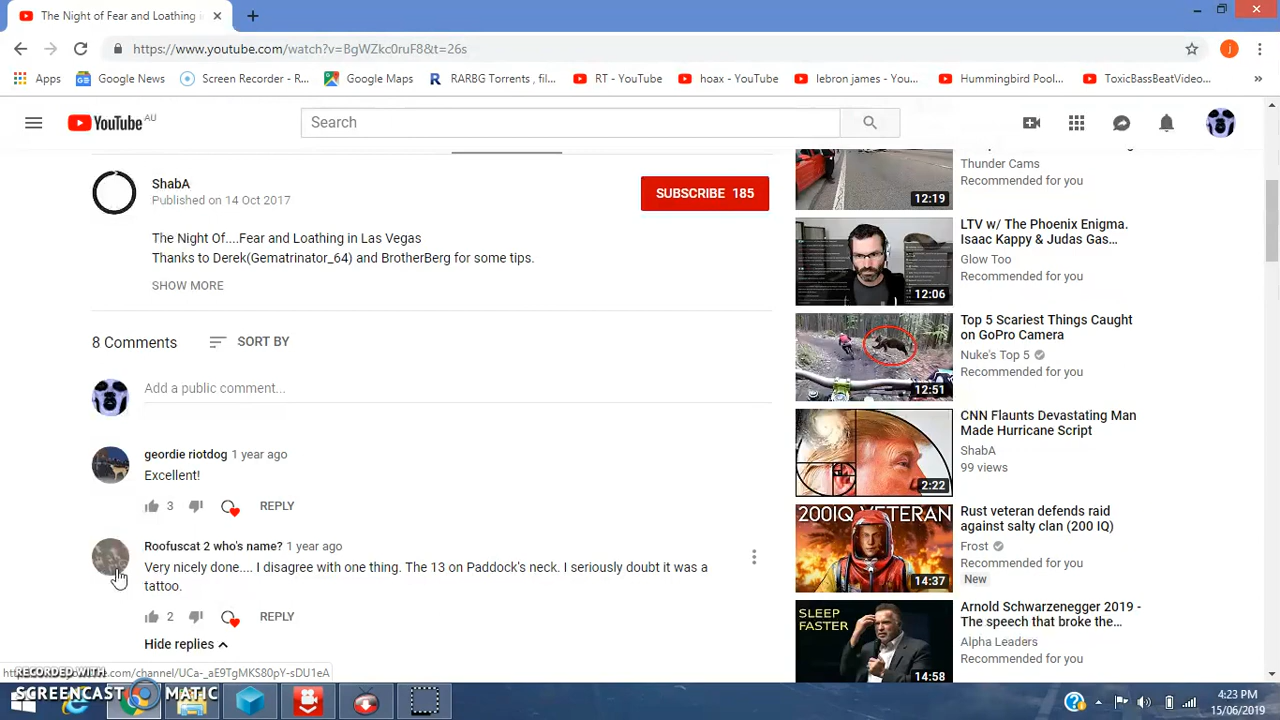 The Night of Fear and Loathing i
https://www.youtube.com/watch?v=BgWZkc0ruF8&t=26s
j
Apps
Google News
Screen Recorder - R...
Google Maps
RARBG Torrents , fil...
RT - YouTube
hoax - YouTube
lebron james - You...
Hummingbird Pool...
ToxicBassBeatVideo...
»
YouTube AU
Search
ShabA
Published on 14 Oct 2017
SUBSCRIBE 185
The Night Of....Fear and Loathing in Las Vegas
Thanks to Derek(Gematrinator_64) and Brotherberg for the tips.
SHOW MORE
8 Comments
SORT BY
Add a public comment...
geordie riotdog 1 year ago
Excellent!
3
REPLY
Roofuscat 2 who's name? 1 year ago
nicely done.... I disagree with one thing. The 13 on Paddock's neck. I seriously doubt it was a
tattoo.
2
REPLY
Hide replies
.com/channel/UCa-_aE9TgMKS80pY-sDU1eA
RECORDED WITH
SCREENCAST MATIC
12:19
Thunder Cams
Recommended for you
12:06
LTV w/ The Phoenix Enigma.
Isaac Kappy & Judas Gas...
Glow Too
Recommended for you
12:51
Top 5 Scariest Things Caught
on GoPro Camera
Nuke's Top 5
Recommended for you
2:22
CNN Flaunts Devastating Man
Made Hurricane Script
ShabA
99 views
200IQ VETERAN
14:37
Rust veteran defends raid
against salty clan (200 IQ)
Frost
New
SLEEP
FASTER
14:58
Arnold Schwarzenegger 2019 -
The speech that broke the...
Alpha Leaders
Recommended for you
4:23 PM
15/06/2019